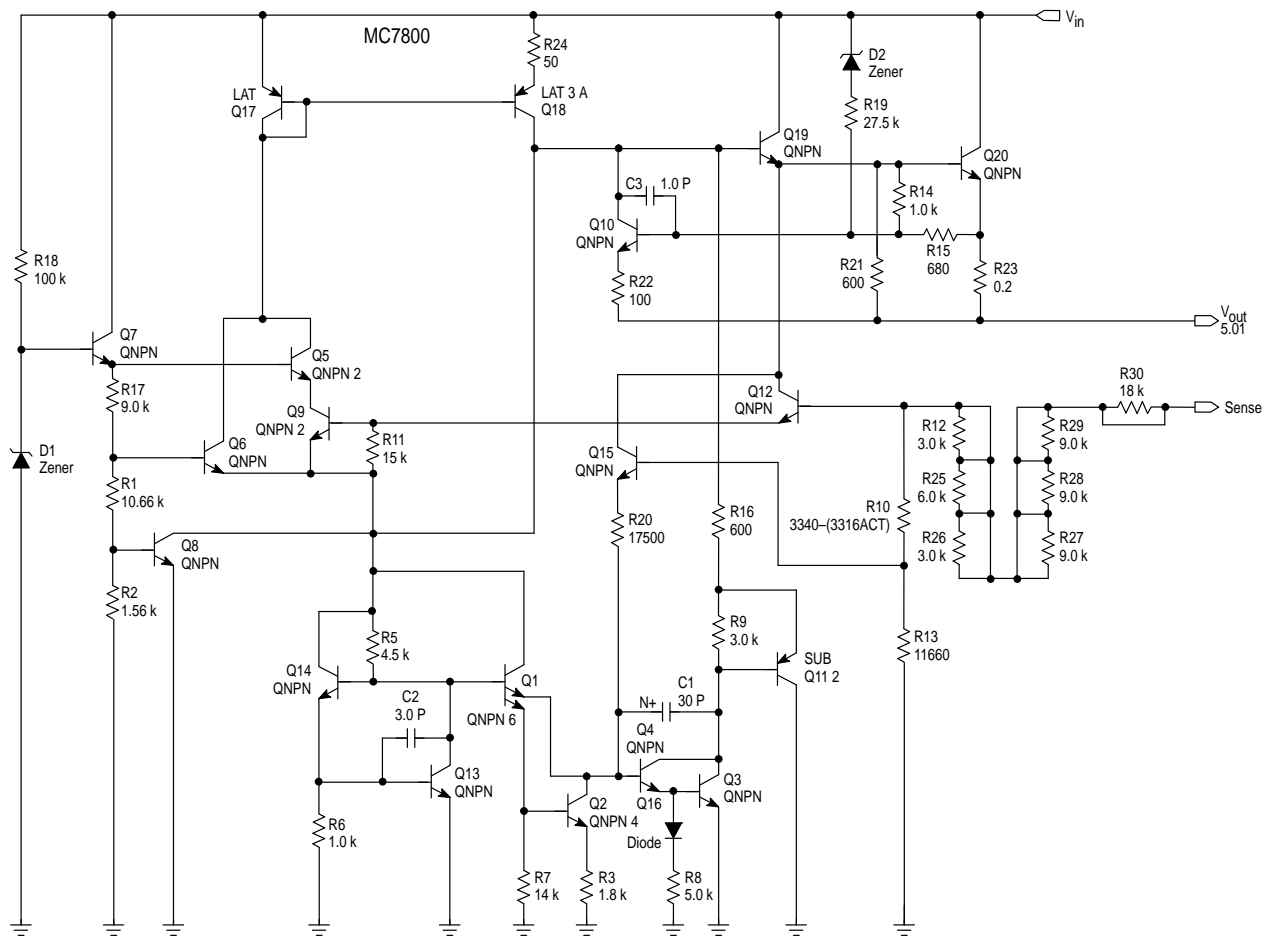 MC7800
Vin
R24
50
D2
Zener
LAT
Q17
LAT 3 A
Q18
R19
27.5 k
Q19
QNPN
Q20
QNPN
C3
1.0 P
R14
1.0 k
Q10
QNPN
R18
100 k
R22
100
R21
600
R15
680
R23
0.2
Vout
5.01
Q7
QNPN
Q5
QNPN 2
R17
9.0 k
R30
18 k
Sense
Q12
QNPN
Q9
QNPN 2
R12
3.0 k
R29
9.0 k
R11
15 k
Q6
QNPN
D1
Zener
Q15
QNPN
R1
10.66 k
R25
6.0 k
R28
9.0 k
R20
17500
R16
600
R10
3340–(3316ACT)
R26
3.0 k
R27
9.0 k
Q8
QNPN
R2
1.56 k
R5
4.5 k
R9
3.0 k
R13
11660
Q14
QNPN
SUB
Q11 2
Q1
QNPN 6
C2
3.0 P
N+
C1
30 P
Q4
QNPN
Q13
QNPN
Q3
QNPN
Q2
QNPN 4
Q16
R6
1.0 k
Diode
R7
14 k
R3
1.8 k
R8
5.0 k